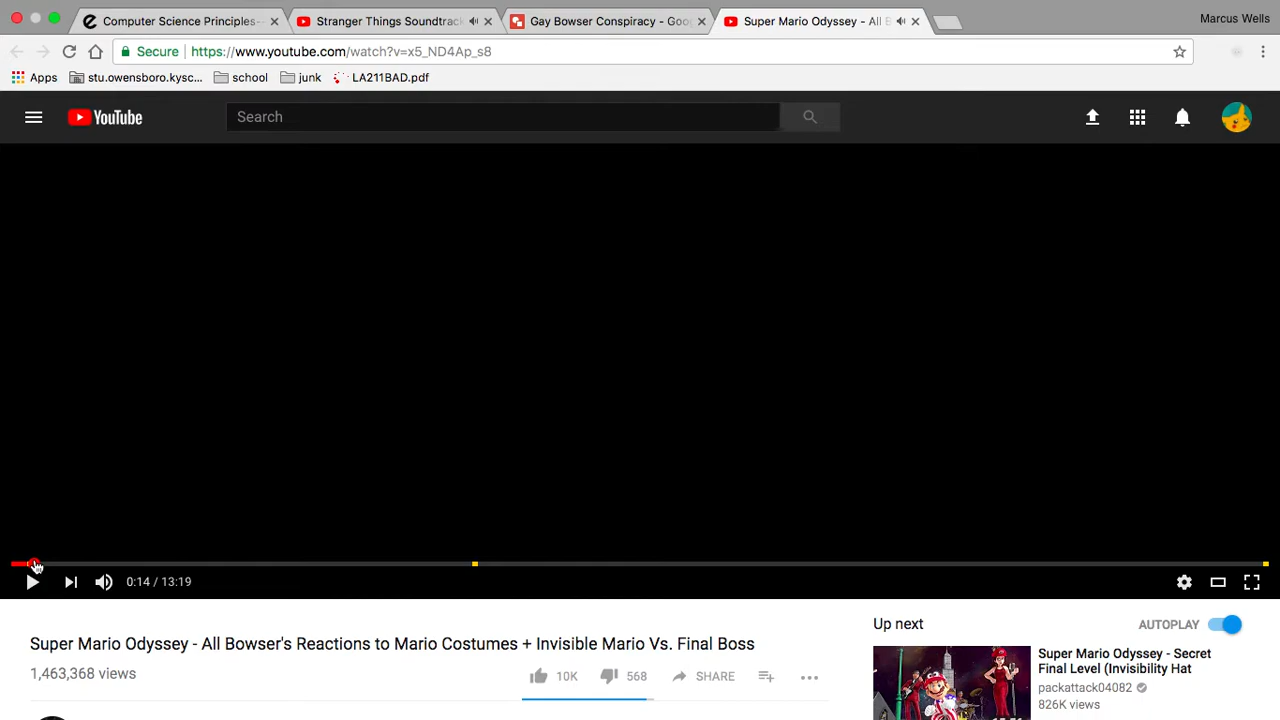 Computer Science Principles-
Stranger Things Soundtrack
Gay Bowser Conspiracy - Goo
Super Mario Odyssey - All B
Marcus Wells
Secure
https://www.youtube.com/watch?v=x5_ND4Ap_s8
Apps
stu.owensboro.kysc...
school
junk
LA211BAD.pdf
YouTube
Search
0:14 / 13:19
Super Mario Odyssey - All Bowser's Reactions to Mario Costumes + Invisible Mario Vs. Final Boss
1,463,368 views
10K
568
SHARE
Up next
AUTOPLAY
Super Mario Odyssey - Secret
Final Level (Invisibility Hat
packattack04082
826K views